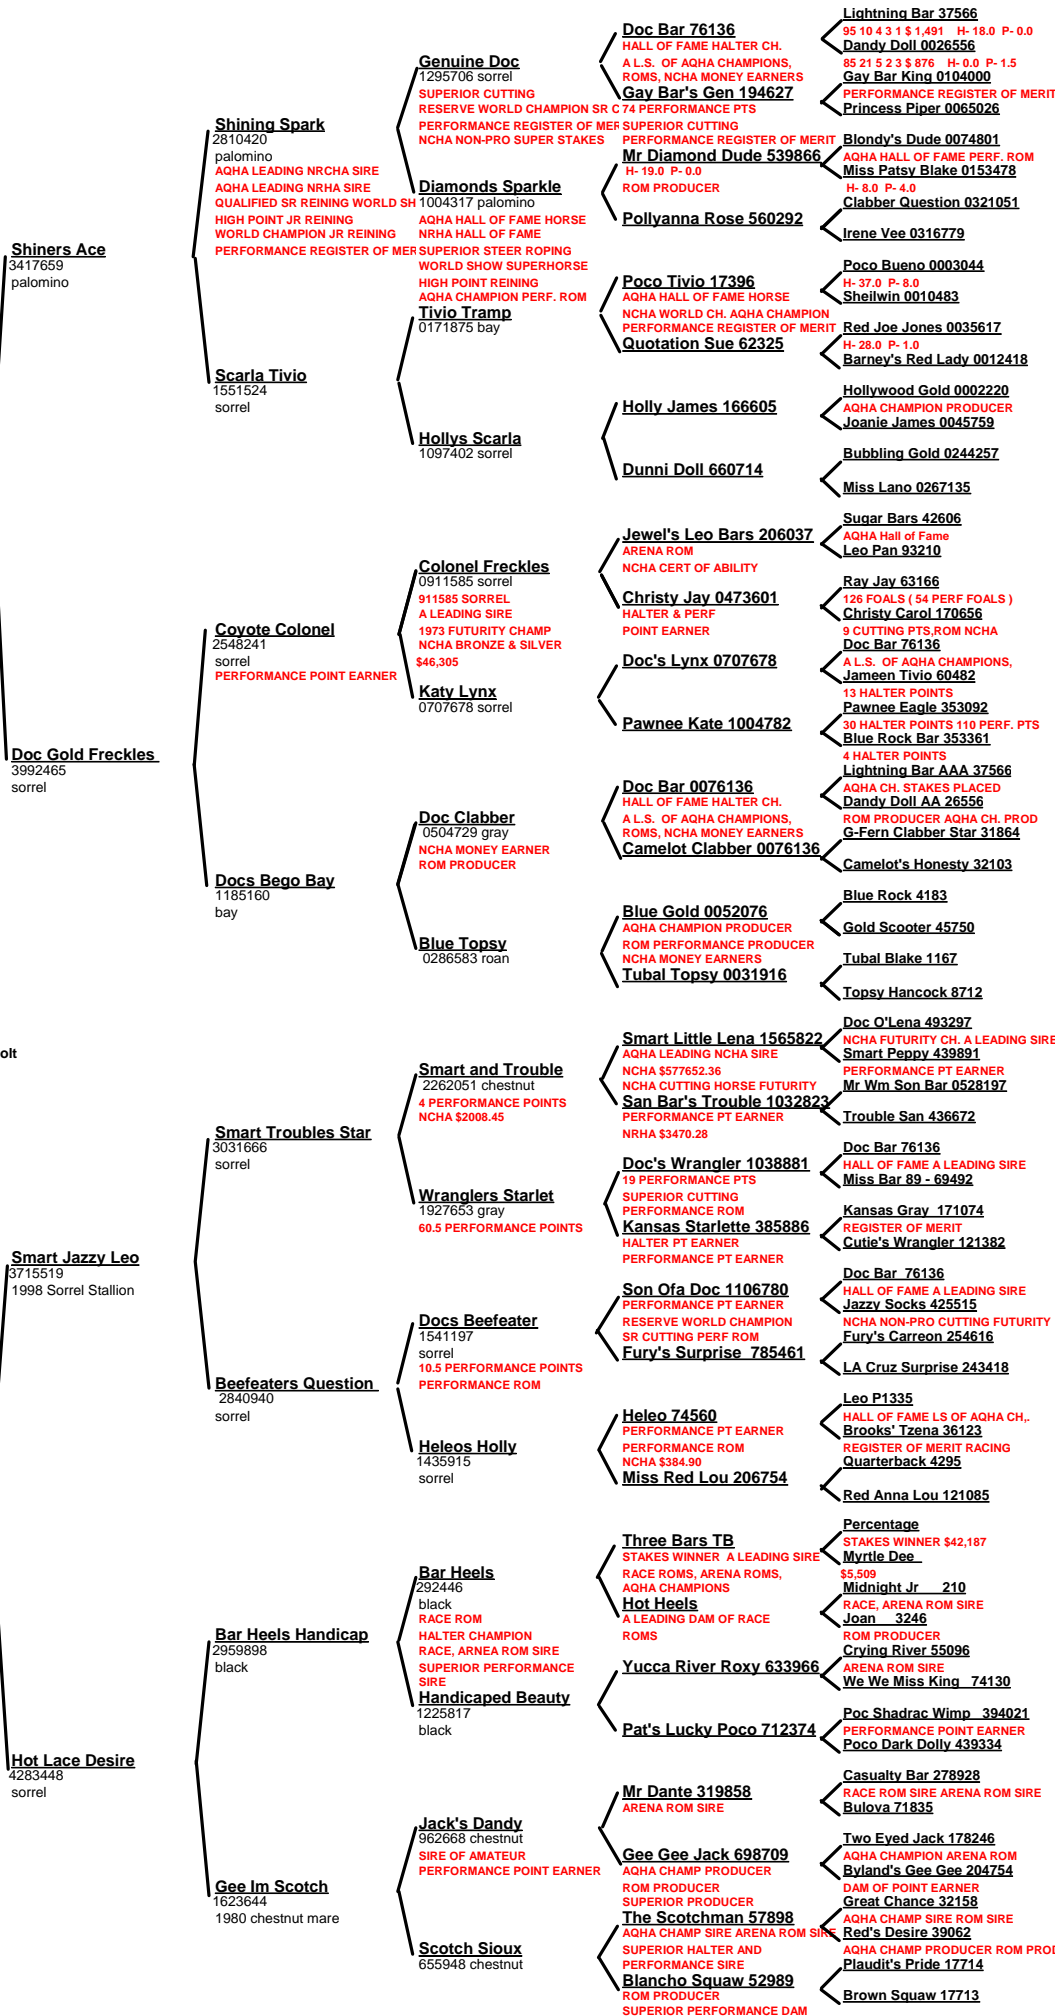 Shiners Ace
3417659
palomino
Doc Gold Freckles
3992465
sorrel
olt
Smart Jazzy Leo
3715519
1998 Sorrel Stallion
Hot Lace Desire
4283448
sorrel
Shining Spark
2810420
palomino
AQHA LEADING NRCHA SIRE
AQHA LEADING NRHA SIRE
QUALIFIED SR REINING WORLD SH
HIGH POINT JR REINING
WORLD CHAMPION JR REINING
PERFORMANCE REGISTER OF MER
Scarla Tivio
1551524
sorrel
Coyote Colonel
2548241
sorrel
PERFORMANCE POINT EARNER
Docs Bego Bay
1185160
bay
Smart Troubles Star
3031666
sorrel
Beefeaters Question
2840940
sorrel
Bar Heels Handicap
2959898
black
Gee Im Scotch
1623644
1980 chestnut mare
Genuine Doc
1295706 sorrel
SUPERIOR CUTTING
RESERVE WORLD CHAMPION SR C
PERFORMANCE REGISTER OF MER
NCHA NON-PRO SUPER STAKES
Diamonds Sparkle
1004317 palomino
AQHA HALL OF FAME HORSE
NRHA HALL OF FAME
SUPERIOR STEER ROPING
WORLD SHOW SUPERHORSE
HIGH POINT REINING
AQHA CHAMPION PERF. ROM
Tivio Tramp
0171875 bay
Hollys Scarla
1097402 sorrel
Colonel Freckles
0911585 sorrel
911585 SORREL
A LEADING SIRE
1973 FUTURITY CHAMP
NCHA BRONZE & SILVER
$46,305
Katy Lynx
0707678 sorrel
Doc Clabber
0504729 gray
NCHA MONEY EARNER
ROM PRODUCER
Blue Topsy
0286583 roan
Smart and Trouble
2262051 chestnut
4 PERFORMANCE POINTS
NCHA $2008.45
Wranglers Starlet
1927653 gray
60.5 PERFORMANCE POINTS
Docs Beefeater
1541197
sorrel
10.5 PERFORMANCE POINTS
PERFORMANCE ROM
Heleos Holly
1435915
sorrel
Bar Heels
292446
black
RACE ROM
HALTER CHAMPION
RACE, ARNEA ROM SIRE
SUPERIOR PERFORMANCE
SIRE
Handicaped Beauty
1225817
black
Jack's Dandy
962668 chestnut
SIRE OF AMATEUR
PERFORMANCE POINT EARNER
Scotch Sioux
655948 chestnut
Doc Bar 76136
HALL OF FAME HALTER CH.
A L.S. OF AQHA CHAMPIONS,
ROMS, NCHA MONEY EARNERS
Gay Bar's Gen 194627
74 PERFORMANCE PTS
SUPERIOR CUTTING
PERFORMANCE REGISTER OF MERIT
Mr Diamond Dude 539866
H- 19.0 P- 0.0
ROM PRODUCER
Pollyanna Rose 560292
Poco Tivio 17396
AQHA HALL OF FAME HORSE
NCHA WORLD CH. AQHA CHAMPION
PERFORMANCE REGISTER OF MERIT
Quotation Sue 62325
Holly James 166605
Dunni Doll 660714
Jewel's Leo Bars 206037
ARENA ROM
NCHA CERT OF ABILITY
Christy Jay 0473601
HALTER & PERF
POINT EARNER
Doc's Lynx 0707678
Pawnee Kate 1004782
Doc Bar 0076136
HALL OF FAME HALTER CH.
A L.S. OF AQHA CHAMPIONS,
ROMS, NCHA MONEY EARNERS
Camelot Clabber 0076136
Blue Gold 0052076
AQHA CHAMPION PRODUCER
ROM PERFORMANCE PRODUCER
NCHA MONEY EARNERS
Tubal Topsy 0031916
Smart Little Lena 1565822
AQHA LEADING NCHA SIRE
NCHA $577652.36
NCHA CUTTING HORSE FUTURITY
San Bar's Trouble 1032823
PERFORMANCE PT EARNER
NRHA $3470.28
Doc's Wrangler 1038881
19 PERFORMANCE PTS
SUPERIOR CUTTING
PERFORMANCE ROM
Kansas Starlette 385886
HALTER PT EARNER
PERFORMANCE PT EARNER
Son Ofa Doc 1106780
PERFORMANCE PT EARNER
RESERVE WORLD CHAMPION
SR CUTTING PERF ROM
Fury's Surprise 785461
Heleo 74560
PERFORMANCE PT EARNER
PERFORMANCE ROM
NCHA $384.90
Miss Red Lou 206754
Three Bars TB
STAKES WINNER A LEADING SIRE
RACE ROMS, ARENA ROMS,
AQHA CHAMPIONS
Hot Heels
A LEADING DAM OF RACE
ROMS
Yucca River Roxy 633966
Pat's Lucky Poco 712374
Mr Dante 319858
ARENA ROM SIRE
Gee Gee Jack 698709
AQHA CHAMP PRODUCER
ROM PRODUCER
SUPERIOR PRODUCER
The Scotchman 57898
AQHA CHAMP SIRE ARENA ROM SIRE
SUPERIOR HALTER AND
PERFORMANCE SIRE
Blancho Squaw 52989
ROM PRODUCER
SUPERIOR PERFORMANCE DAM
Lightning Bar 37566
95 10 4 3 1 $ 1,491 H- 18.0 P- 0.0
Dandy Doll 0026556
85 21 5 2 3 $ 876 H- 0.0 P- 1.5
Gay Bar King 0104000
PERFORMANCE REGISTER OF MERIT
Princess Piper 0065026
Blondy's Dude 0074801
AQHA HALL OF FAME PERF. ROM
Miss Patsy Blake 0153478
H- 8.0 P- 4.0
Clabber Question 0321051
Irene Vee 0316779
Poco Bueno 0003044
H- 37.0 P- 8.0
Sheilwin 0010483
Red Joe Jones 0035617
H- 28.0 P- 1.0
Barney's Red Lady 0012418
Hollywood Gold 0002220
AQHA CHAMPION PRODUCER
Joanie James 0045759
Bubbling Gold 0244257
Miss Lano 0267135
Sugar Bars 42606
AQHA Hall of Fame
Leo Pan 93210
Ray Jay 63166
126 FOALS ( 54 PERF FOALS )
Christy Carol 170656
9 CUTTING PTS,ROM NCHA
Doc Bar 76136
A L.S. OF AQHA CHAMPIONS,
Jameen Tivio 60482
13 HALTER POINTS
Pawnee Eagle 353092
30 HALTER POINTS 110 PERF. PTS
Blue Rock Bar 353361
4 HALTER POINTS
Lightning Bar AAA 37566
AQHA CH. STAKES PLACED
Dandy Doll AA 26556
ROM PRODUCER AQHA CH. PROD
G-Fern Clabber Star 31864
Camelot's Honesty 32103
Blue Rock 4183
Gold Scooter 45750
Tubal Blake 1167
Topsy Hancock 8712
Doc O'Lena 493297
NCHA FUTURITY CH. A LEADING SIRE
Smart Peppy 439891
PERFORMANCE PT EARNER
Mr Wm Son Bar 0528197
Trouble San 436672
Doc Bar 76136
HALL OF FAME A LEADING SIRE
Miss Bar 89 - 69492
Kansas Gray 171074
REGISTER OF MERIT
Cutie's Wrangler 121382
Doc Bar 76136
HALL OF FAME A LEADING SIRE
Jazzy Socks 425515
NCHA NON-PRO CUTTING FUTURITY
Fury's Carreon 254616
LA Cruz Surprise 243418
Leo P1335
HALL OF FAME LS OF AQHA CH,.
Brooks' Tzena 36123
REGISTER OF MERIT RACING
Quarterback 4295
Red Anna Lou 121085
Percentage
STAKES WINNER $42,187
Myrtle Dee
$5,509
Midnight Jr 210
RACE, ARENA ROM SIRE
Joan 3246
ROM PRODUCER
Crying River 55096
ARENA ROM SIRE
We We Miss King 74130
Poc Shadrac Wimp 394021
PERFORMANCE POINT EARNER
Poco Dark Dolly 439334
Casualty Bar 278928
RACE ROM SIRE ARENA ROM SIRE
Bulova 71835
Two Eyed Jack 178246
AQHA CHAMPION ARENA ROM
Byland's Gee Gee 204754
DAM OF POINT EARNER
Great Chance 32158
AQHA CHAMP SIRE ROM SIRE
Red's Desire 39062
AQHA CHAMP PRODUCER ROM PROD
Plaudit's Pride 17714
Brown Squaw 17713